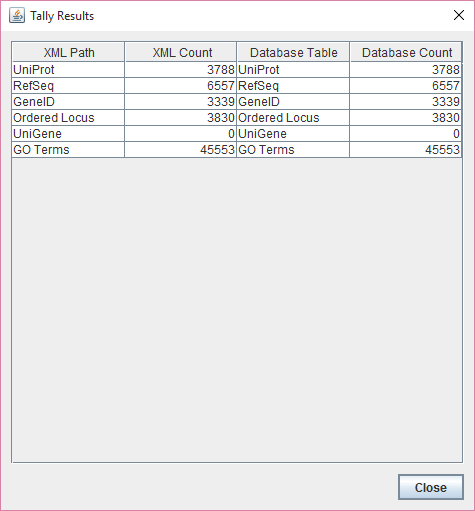 Tally Results
XML Path XML Count Database Table Database Count
UniProt 3788 UniProt 3788
RefSeq 6557 RefSeq 6557
GeneID 3339 GeneID 3339
Ordered Locus 3830 Ordered Locus 3830
UniGene 0 UniGene 0
GO Terms 45553 GO Terms 45553
Close